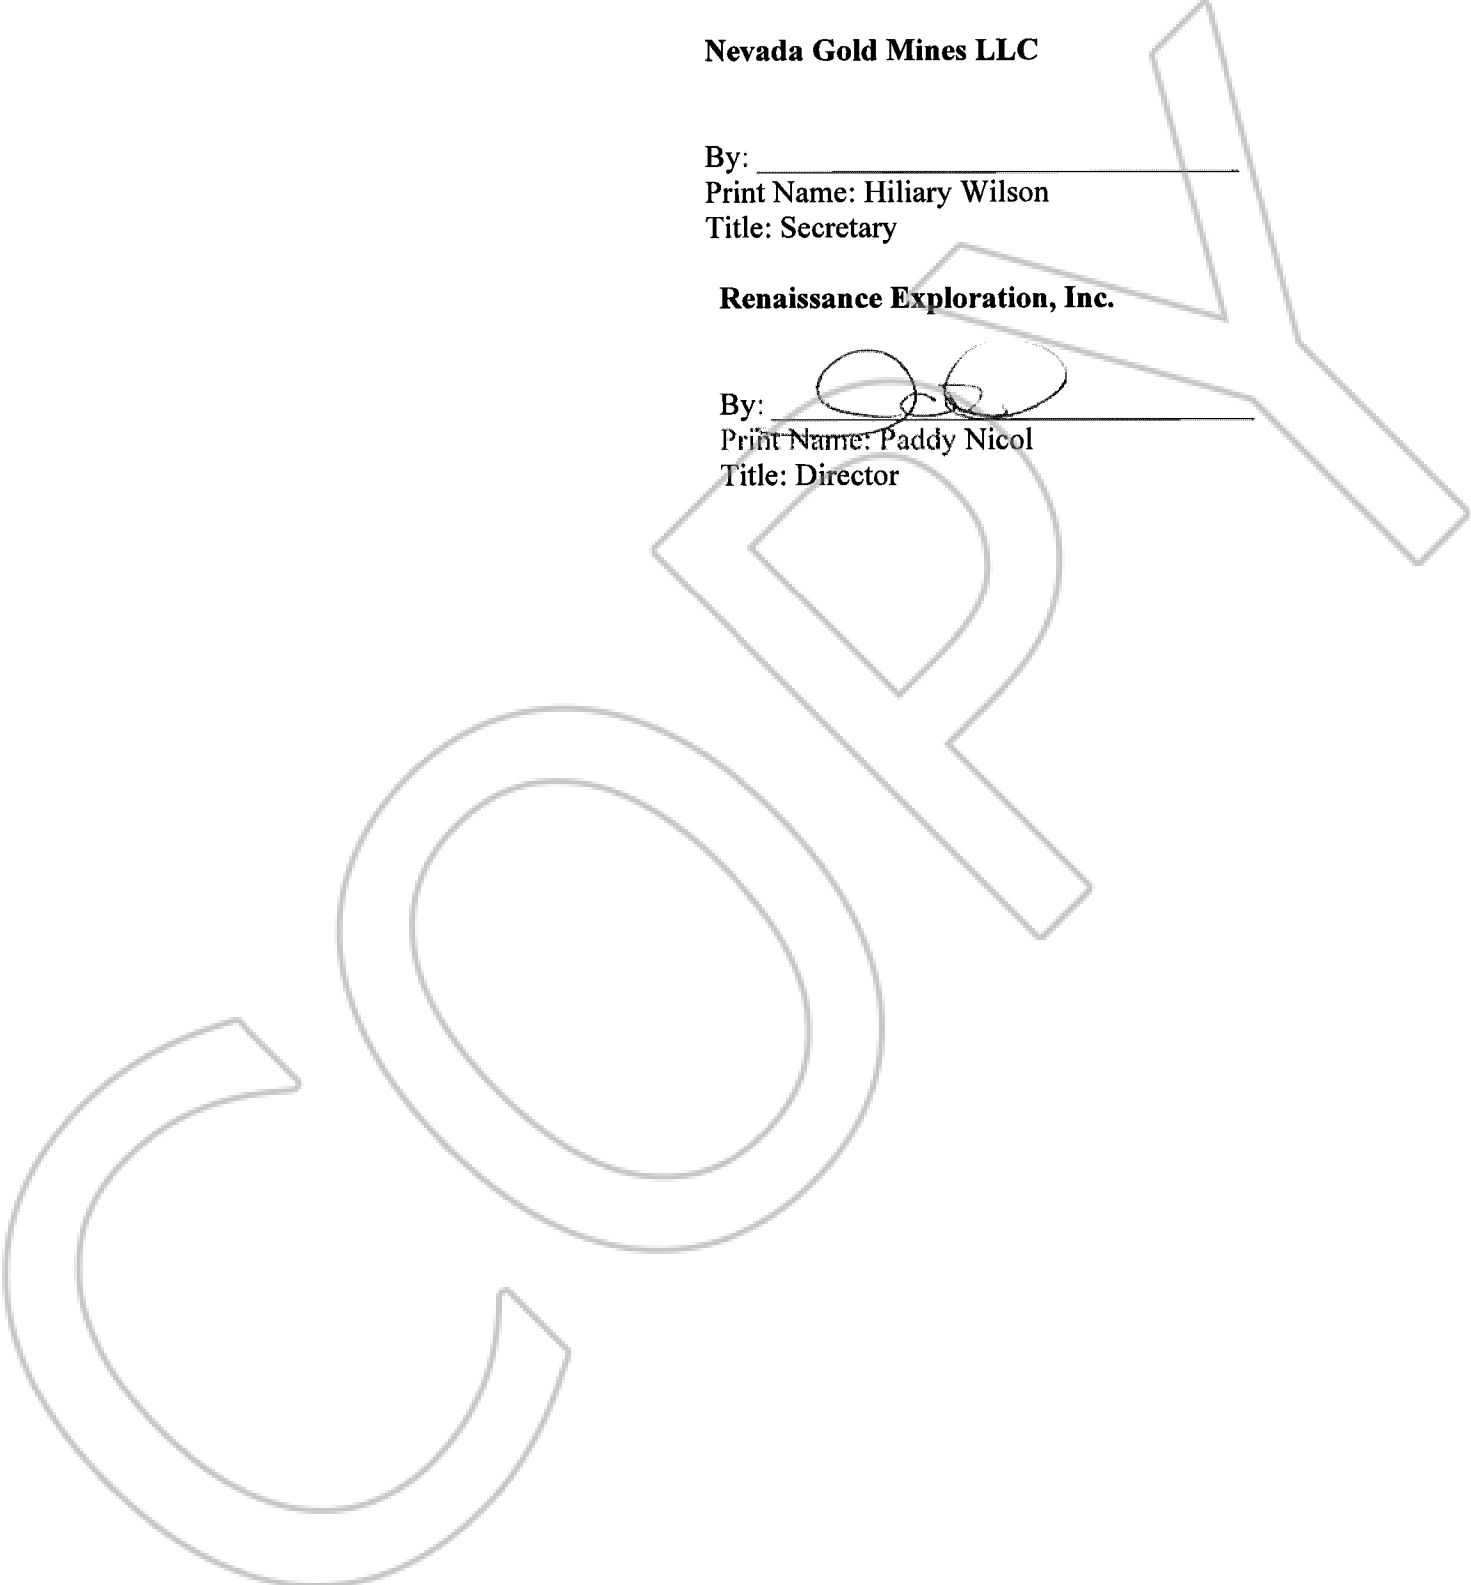 Nevada Gold Mines LLC
By:
Print Name: Hiliary Wilson
Title: Secretary
Renaissance Exploration, Inc.
By:
Print Name: Paddy Nicol
Title: Director
COPY